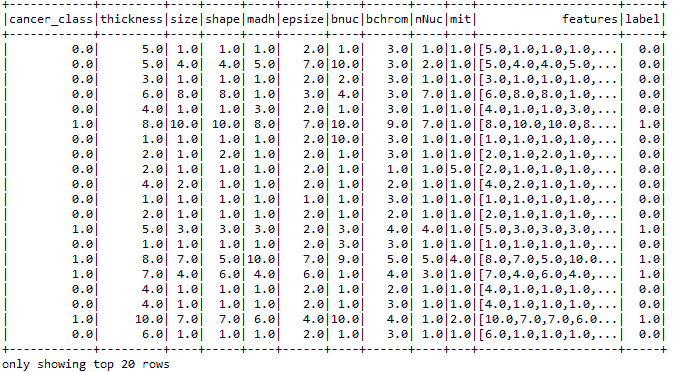 +------------+---------+----+-----+----+------+----+------+----+---+--------------------+-----+
|cancer_class|thickness|size|shape|madh|epsize|bnuc|bchrom|nNuc|mit|            features|label|
+------------+---------+----+-----+----+------+----+------+----+---+--------------------+-----+
|         0.0|      5.0| 1.0|  1.0| 1.0|   2.0| 1.0|   3.0| 1.0|1.0|[5.0,1.0,1.0,1.0,...|  0.0|
|         0.0|      5.0| 4.0|  4.0| 5.0|   7.0|10.0|   3.0| 2.0|1.0|[5.0,4.0,4.0,5.0,...|  0.0|
|         0.0|      3.0| 1.0|  1.0| 1.0|   2.0| 2.0|   3.0| 1.0|1.0|[3.0,1.0,1.0,1.0,...|  0.0|
|         0.0|      6.0| 8.0|  8.0| 1.0|   3.0| 4.0|   3.0| 7.0|1.0|[6.0,8.0,8.0,1.0,...|  0.0|
|         0.0|      4.0| 1.0|  1.0| 3.0|   2.0| 1.0|   3.0| 1.0|1.0|[4.0,1.0,1.0,3.0,...|  0.0|
|         1.0|      8.0|10.0| 10.0| 8.0|   7.0|10.0|   9.0| 7.0|1.0|[8.0,10.0,10.0,8....|  1.0|
|         0.0|      1.0| 1.0|  1.0| 1.0|   2.0|10.0|   3.0| 1.0|1.0|[1.0,1.0,1.0,1.0,...|  0.0|
|         0.0|      2.0| 1.0|  2.0| 1.0|   2.0| 1.0|   3.0| 1.0|1.0|[2.0,1.0,2.0,1.0,...|  0.0|
|         0.0|      2.0| 1.0|  1.0| 1.0|   2.0| 1.0|   1.0| 1.0|5.0|[2.0,1.0,1.0,1.0,...|  0.0|
|         0.0|      4.0| 2.0|  1.0| 1.0|   2.0| 1.0|   2.0| 1.0|1.0|[4.0,2.0,1.0,1.0,...|  0.0|
|         0.0|      1.0| 1.0|  1.0| 1.0|   1.0| 1.0|   3.0| 1.0|1.0|[1.0,1.0,1.0,1.0,...|  0.0|
|         0.0|      2.0| 1.0|  1.0| 1.0|   2.0| 1.0|   2.0| 1.0|1.0|[2.0,1.0,1.0,1.0,...|  0.0|
|         1.0|      5.0| 3.0|  3.0| 3.0|   2.0| 3.0|   4.0| 4.0|1.0|[5.0,3.0,3.0,3.0,...|  1.0|
|         0.0|      1.0| 1.0|  1.0| 1.0|   2.0| 3.0|   3.0| 1.0|1.0|[1.0,1.0,1.0,1.0,...|  0.0|
|         1.0|      8.0| 7.0|  5.0|10.0|   7.0| 9.0|   5.0| 5.0|4.0|[8.0,7.0,5.0,10.0...|  1.0|
|         1.0|      7.0| 4.0|  6.0| 4.0|   6.0| 1.0|   4.0| 3.0|1.0|[7.0,4.0,6.0,4.0,...|  1.0|
|         0.0|      4.0| 1.0|  1.0| 1.0|   2.0| 1.0|   2.0| 1.0|1.0|[4.0,1.0,1.0,1.0,...|  0.0|
|         0.0|      4.0| 1.0|  1.0| 1.0|   2.0| 1.0|   3.0| 1.0|1.0|[4.0,1.0,1.0,1.0,...|  0.0|
|         1.0|     10.0| 7.0|  7.0| 6.0|   4.0|10.0|   4.0| 1.0|2.0|[10.0,7.0,7.0,6.0...|  1.0|
|         0.0|      6.0| 1.0|  1.0| 1.0|   2.0| 1.0|   3.0| 1.0|1.0|[6.0,1.0,1.0,1.0,...|  0.0|
+------------+---------+----+-----+----+------+----+------+----+---+--------------------+-----+
only showing top 20 rows